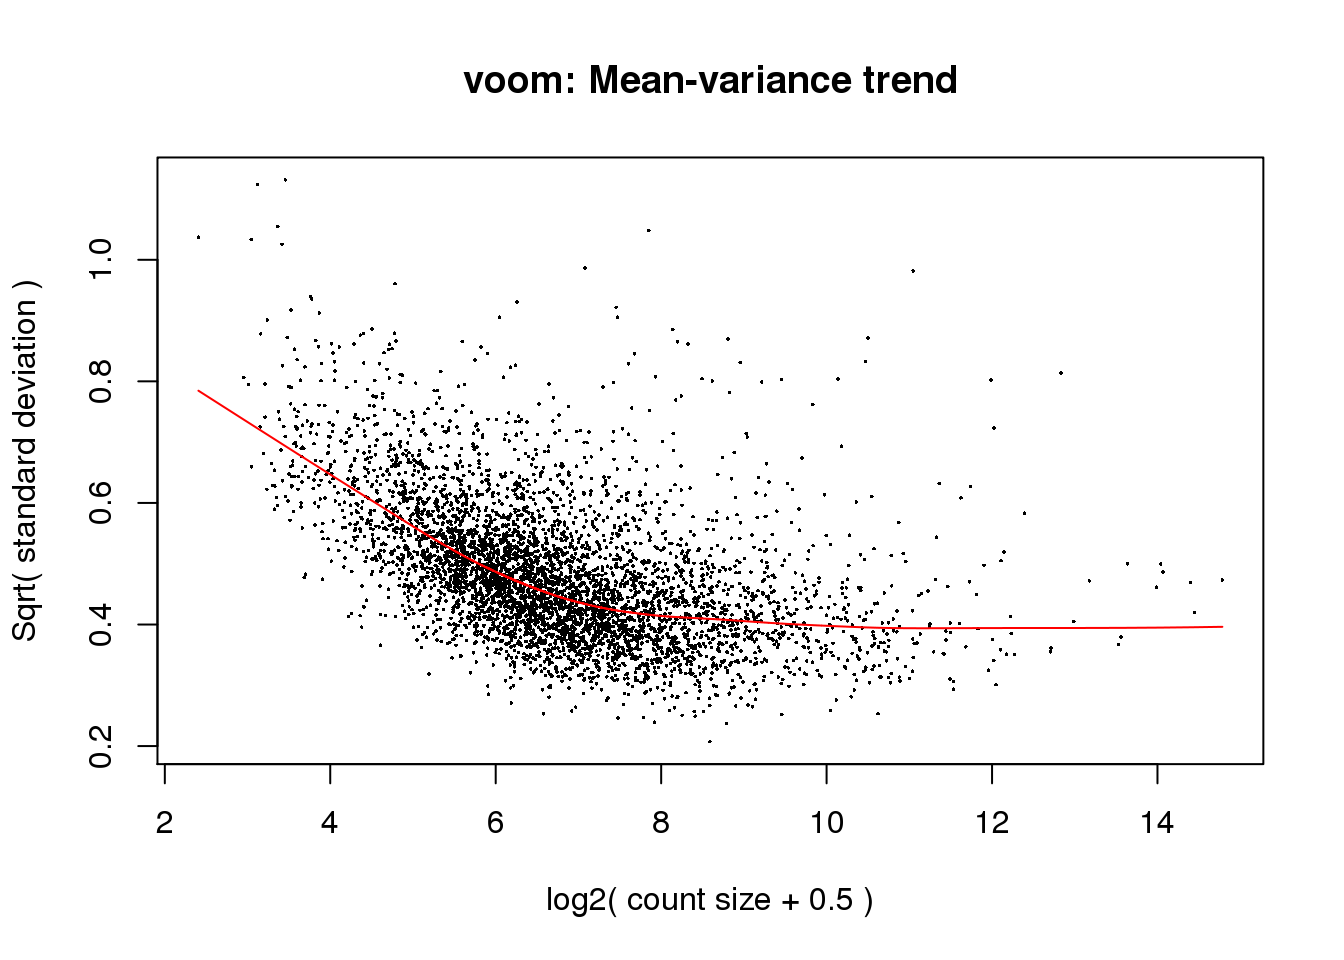 voom: Mean-variance trend
Sqrt( standard deviation )
1.0
0.8
0.6
0.4
0.2
2 4 6 8 10 12 14
log2( count size + 0.5 )